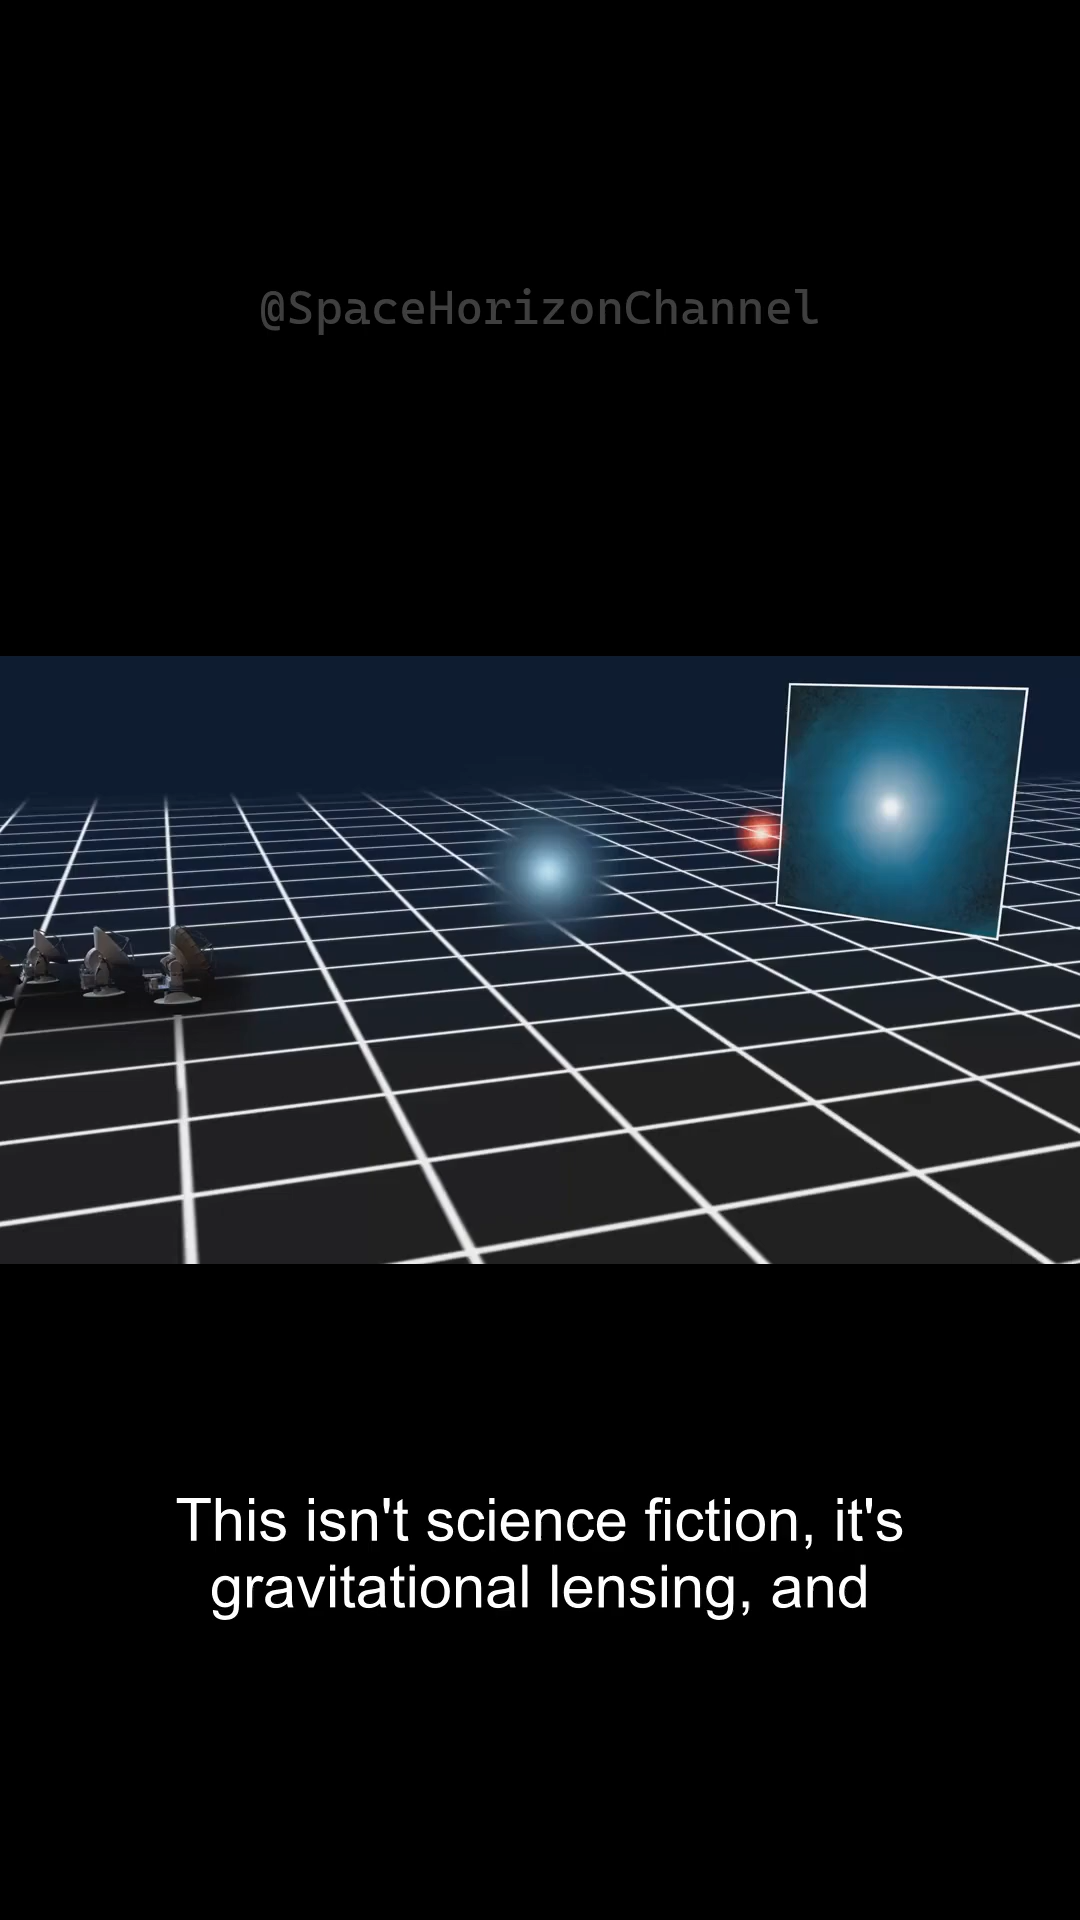 @SpaceHorizonChannel
This isn't science fiction, it's
gravitational lensing, and